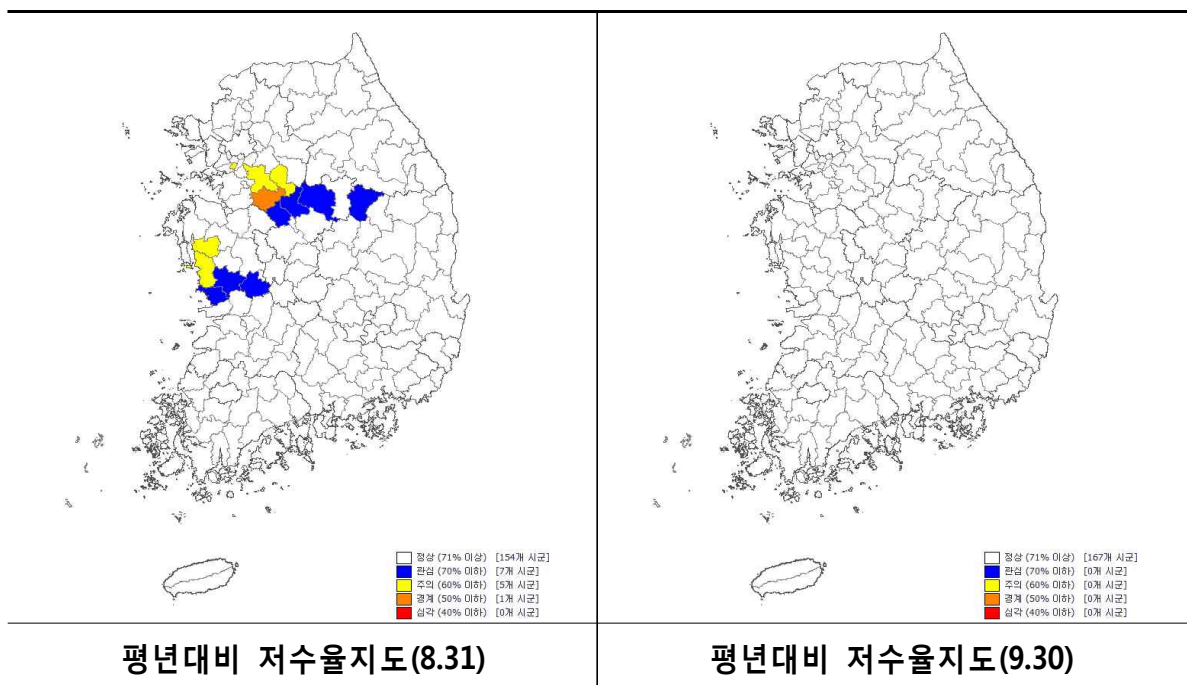 정상 (71% 이상) [154개 시군]
관심 (70% 이하) [7개 시군]
주의 (60% 이하) [5개 시군]
경계 (50% 이하) [1개 시군]
심각 (40% 이하) [0개 시군]
평년대비 저수율지도(8.31)
정상 (71% 이상) [167개 시군]
관심 (70% 이하) [0개 시군]
주의 (60% 이하) [0개 시군]
경계 (50% 이하) [0개 시군]
심각 (40% 이하) [0개 시군]
평년대비 저수율지도(9.30)